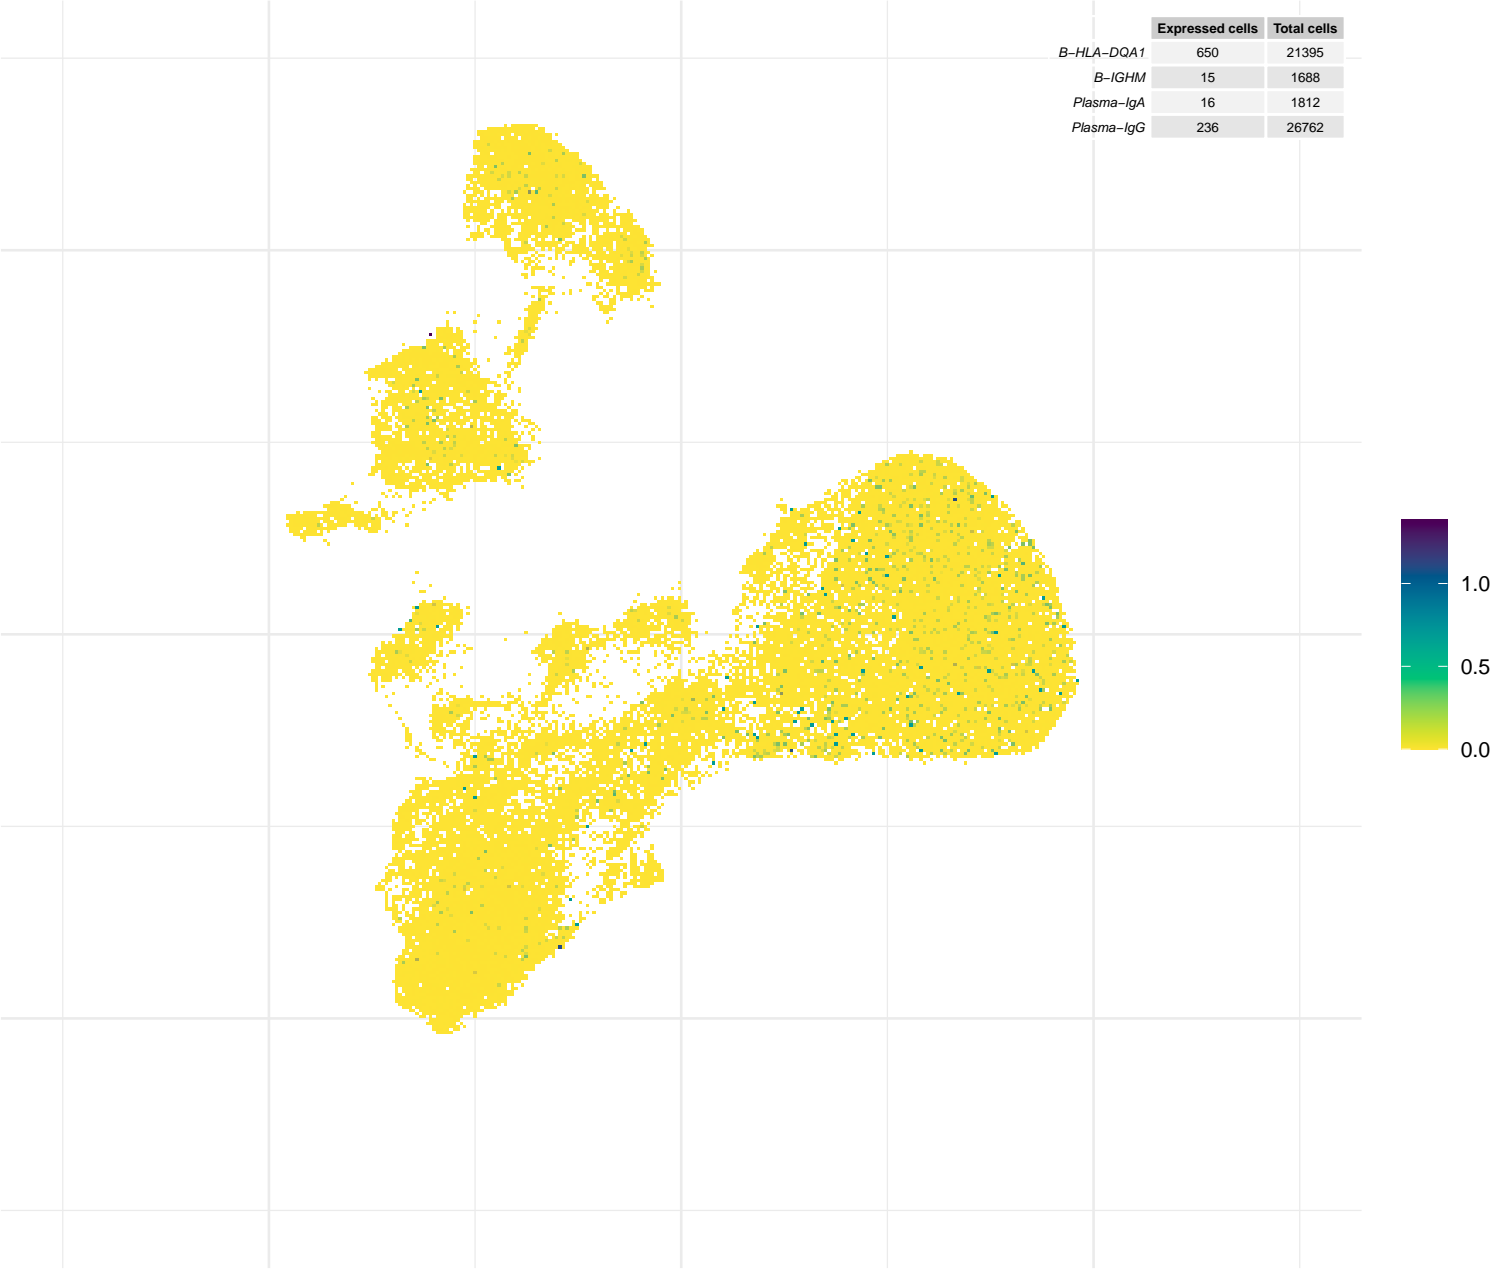 Expressed cells Total cells
B−HLA−DQA1 650 21395
B−IGHM 15 1688
Plasma−IgA 16 1812
Plasma−IgG 236 26762
1.0
0.5
0.0